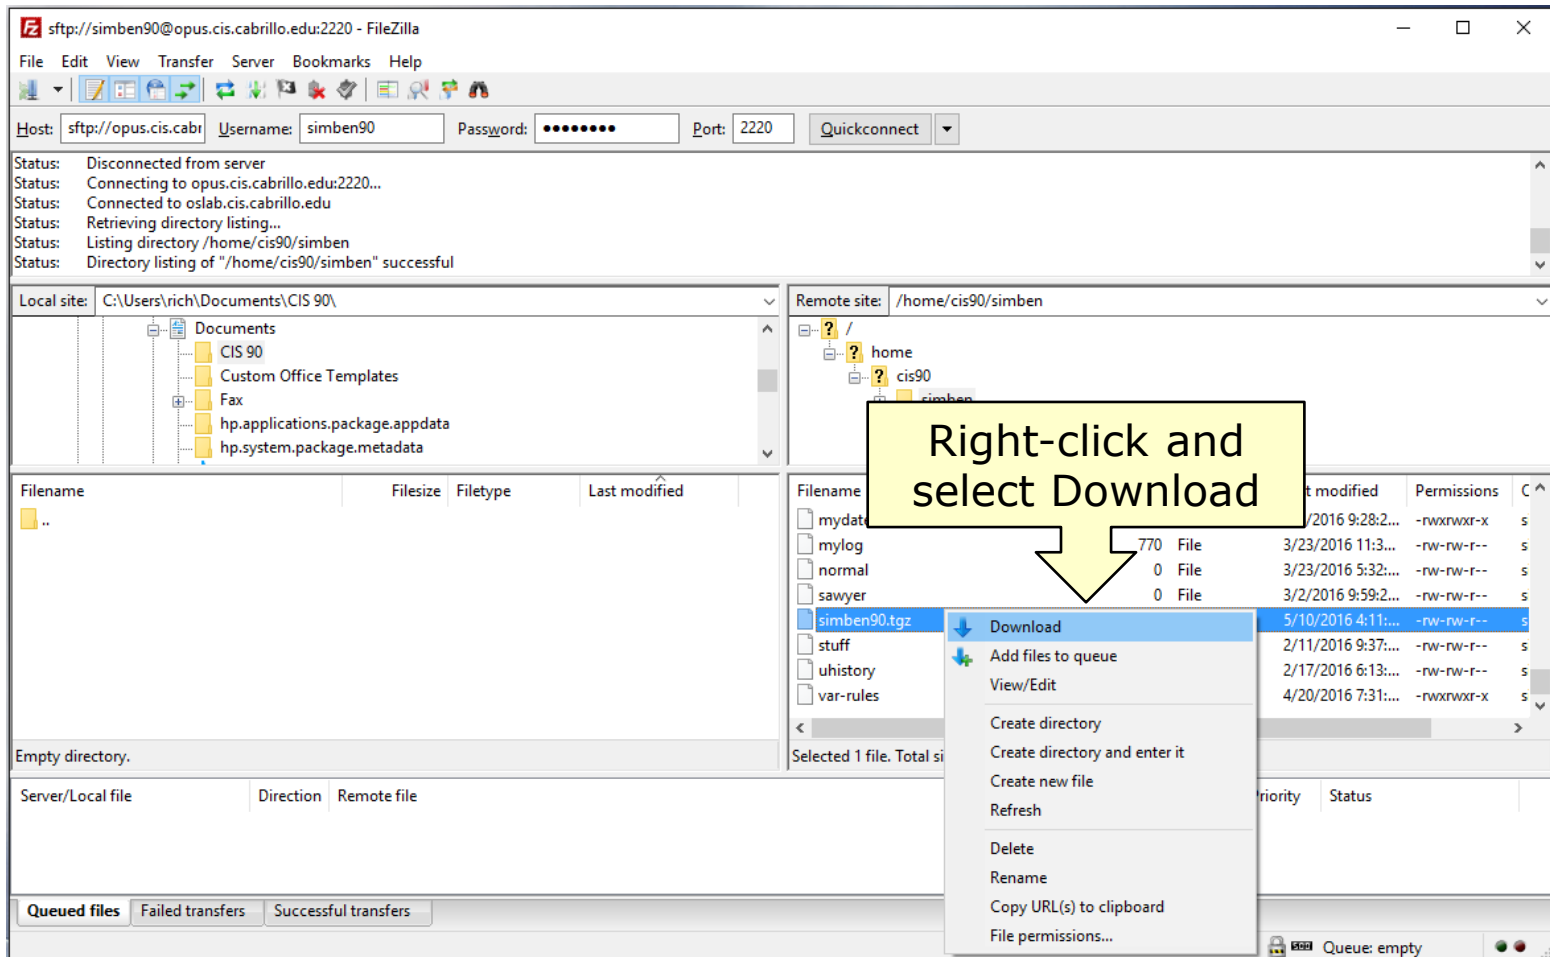 sftp://simben90@opus.cis.cabrillo.edu:2220 - FileZilla
File Edit View Transfer Server Bookmarks Help
Host: sftp://opus.cis.cabr Username: simben90 Password: ●●●●●●●● Port: 2220 Quickconnect
Status: Disconnected from server
Status: Connecting to opus.cis.cabrillo.edu:2220...
Status: Connected to oslab.cis.cabrillo.edu
Status: Retrieving directory listing...
Status: Listing directory /home/cis90/simben
Status: Directory listing of "/home/cis90/simben" successful
Local site: C:\Users\rich\Documents\CIS 90\
Documents
CIS 90
Custom Office Templates
Fax
hp.applications.package.appdata
hp.system.package.metadata
Remote site: /home/cis90/simben
/
home
cis90
simben
Right-click and
select Download
Filename Filesize Filetype Last modified
..
Empty directory.
Filename t modified Permissions
mydat /2016 9:28:2... -rwxrwxr-x s
mylog 770 File 3/23/2016 11:3... -rw-rw-r-- s
normal 0 File 3/23/2016 5:32:... -rw-rw-r-- s
sawyer 0 File 3/2/2016 9:59:2... -rw-rw-r-- s
simben90.tgz 5/10/2016 4:11:... -rw-rw-r-- s
stuff 2/11/2016 9:37:... -rw-rw-r-- s
uhistory 2/17/2016 6:13:... -rw-rw-r-- s
var-rules 4/20/2016 7:31:... -rwxrwxr-x s
Selected 1 file. Total si
Download
Add files to queue
View/Edit
Create directory
Create directory and enter it
Create new file
Refresh
Delete
Rename
Copy URL(s) to clipboard
File permissions...
Server/Local file Direction Remote file riority Status
Queued files Failed transfers Successful transfers
Queue: empty